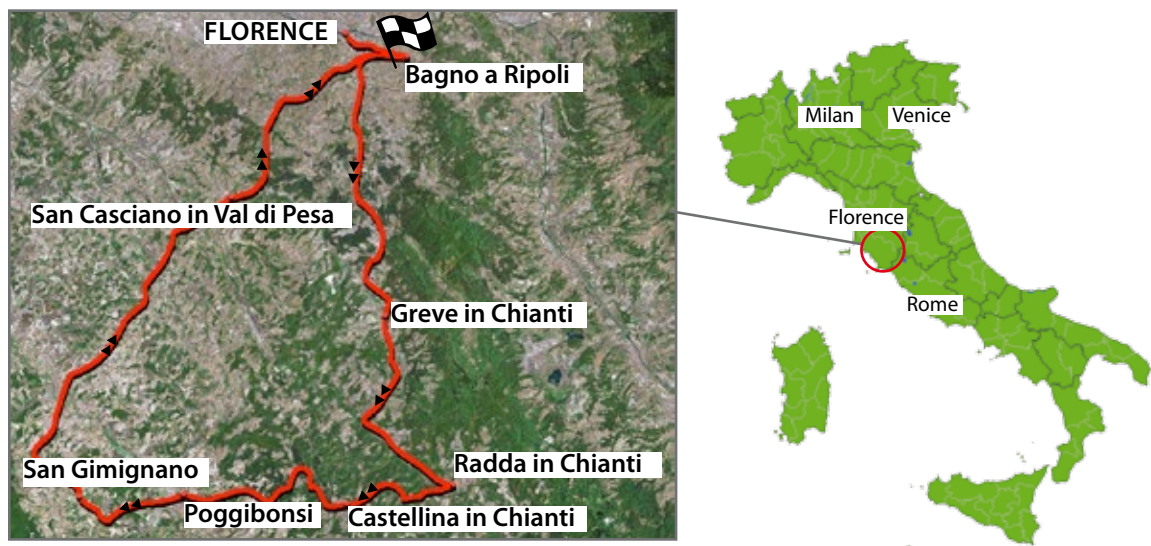 FLORENCE
Bagno a Ripoli
San Casciano in Val di Pesa
Greve in Chianti
San Gimignano
Radda in Chianti
Poggibonsi
Castellina in Chianti
Milan
Venice
Florence
Rome